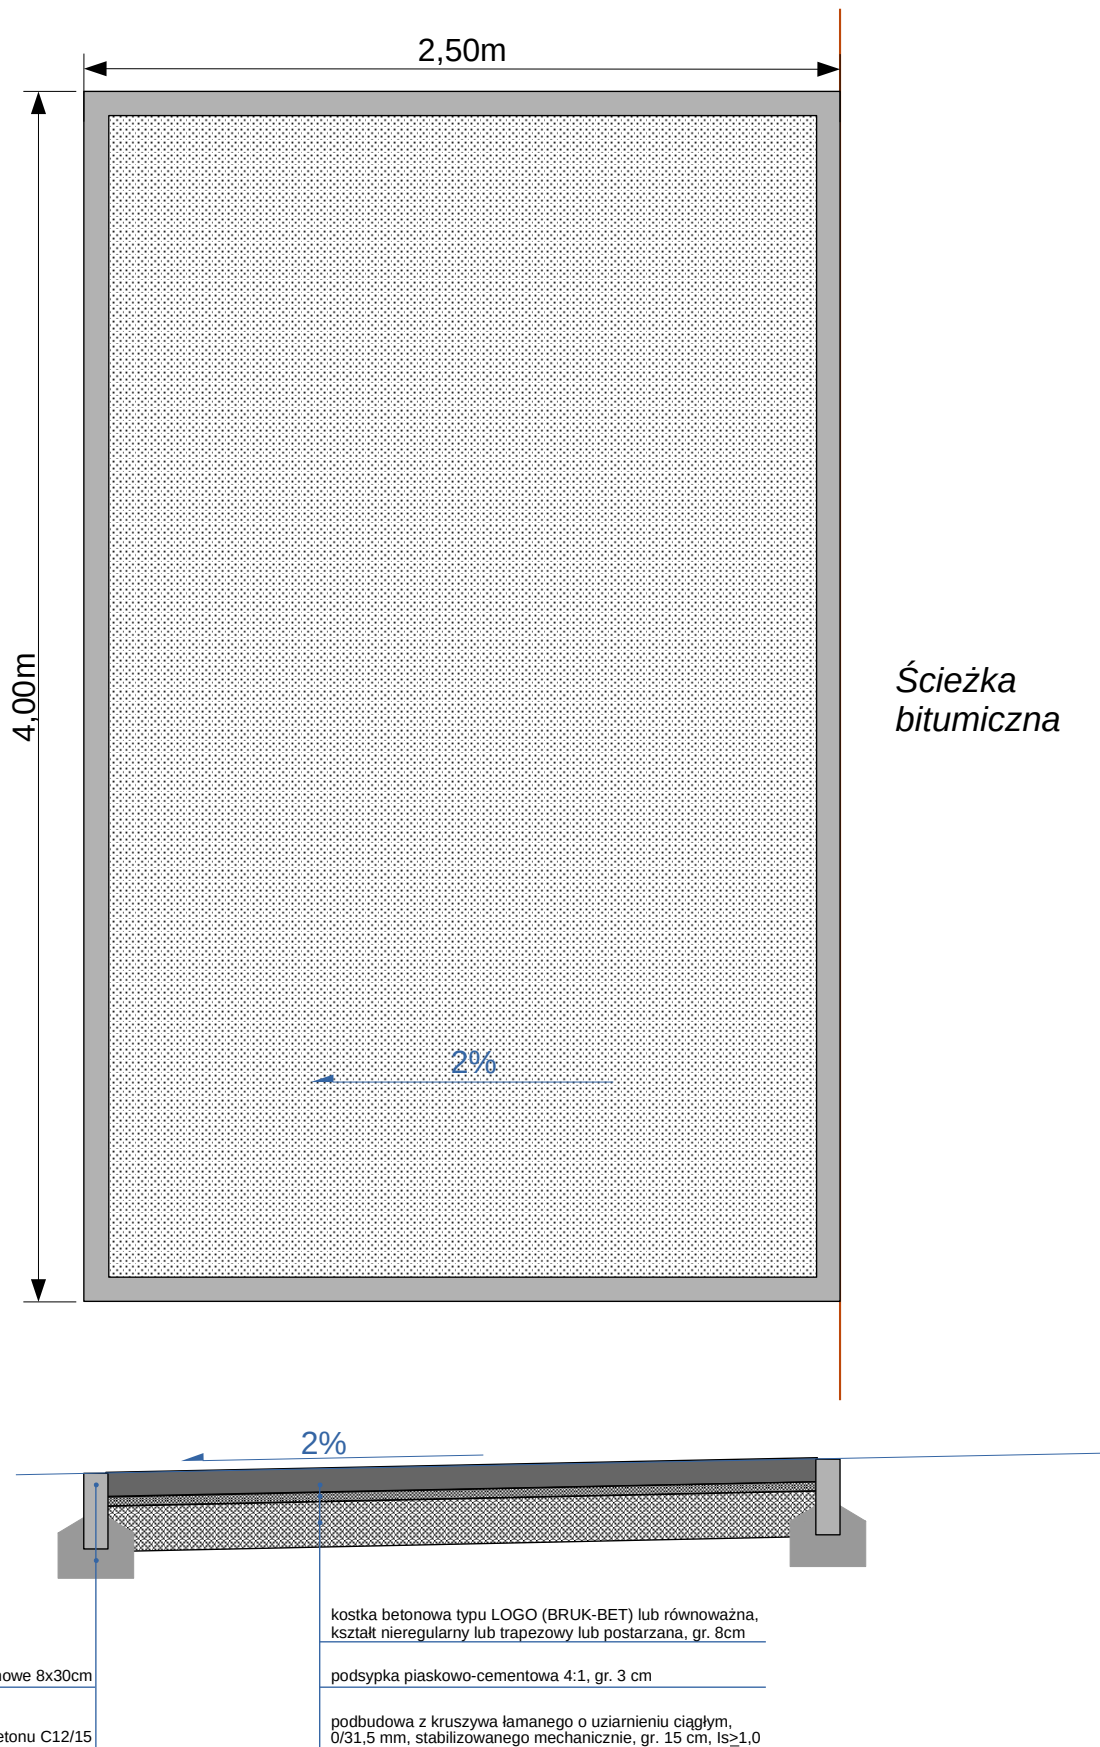 2,50m
4,00m
Ścieżka
bitumiczna
2%
2%
kostka betonowa typu LOGO (BRUK-BET) lub równoważna,
kształt nieregularny lub trapezowy lub postarzana, gr. 8cm
8x30cm
podsypka piaskowo-cementowa 4:1, gr. 3 cm
C12/15
podbudowa z kruszywa łamanego o uziarnieniu ciągłym,
0/31,5 mm, stabilizowanego mechanicznie, gr. 15 cm, Is≥1,0